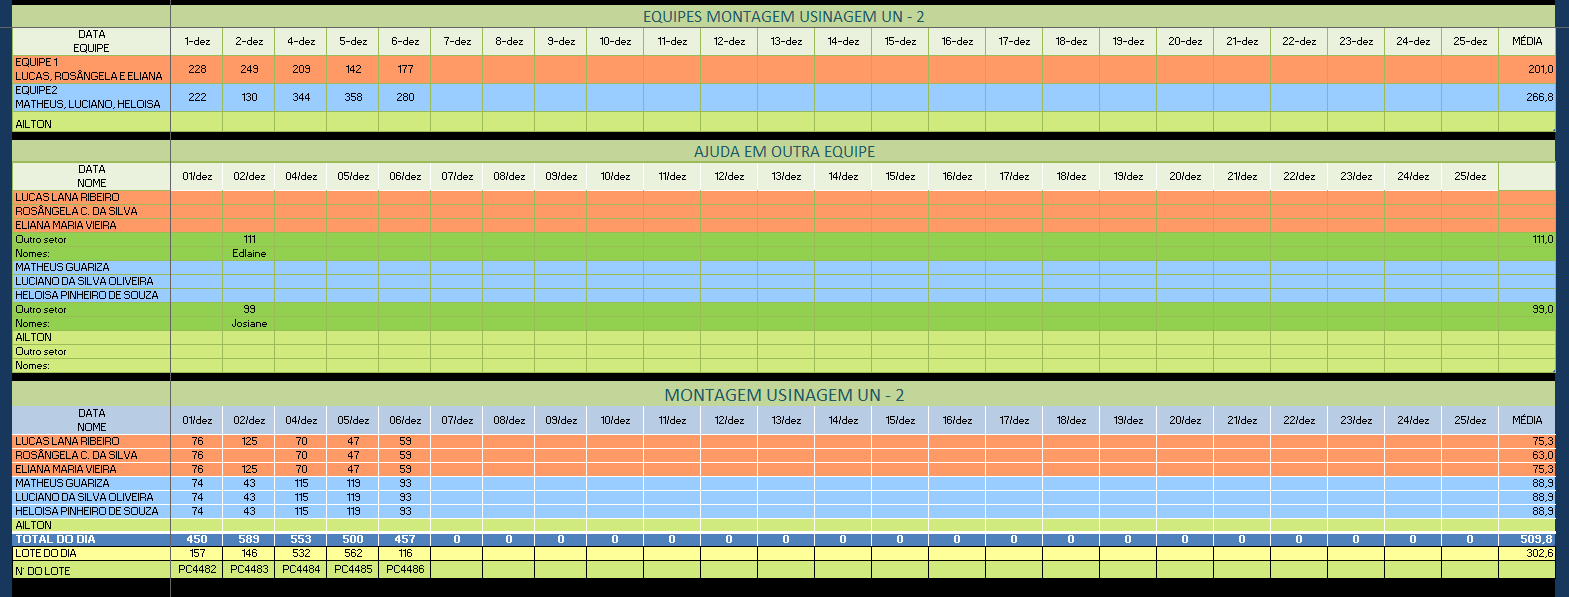 EQUIPES MONTAGEM USINAGEM UN - 2
DATA
EQUIPE
1-dez 2-dez 4-dez 5-dez 6-dez 7-dez 8-dez 9-dez 10-dez 11-dez 12-dez 13-dez 14-dez 15-dez 16-dez 17-dez 18-dez 19-dez 20-dez 21-dez 22-dez 23-dez 24-dez 25-dez MÉDIA
EQUIPE 1
LUCAS, ROSÂNGELA E ELIANA
228 249 209 142 177 201,0
EQUIPE2
MATHEUS, LUCIANO, HELOISA
222 130 344 358 280 266,8
AILTON
AJUDA EM OUTRA EQUIPE
DATA
NOME
01/dez 02/dez 04/dez 05/dez 06/dez 07/dez 08/dez 09/dez 10/dez 11/dez 12/dez 13/dez 14/dez 15/dez 16/dez 17/dez 18/dez 19/dez 20/dez 21/dez 22/dez 23/dez 24/dez 25/dez
LUCAS LANA RIBEIRO
ROSÂNGELA C. DA SILVA
ELIANA MARIA VIEIRA
Outro setor 111 111,0
Nomes: Edlaine
MATHEUS GUARIZA
LUCIANO DA SILVA OLIVEIRA
HELOISA PINHEIRO DE SOUZA
Outro setor 99 99,0
Nomes: Josiane
AILTON
Outro setor
Nomes:
MONTAGEM USINAGEM UN - 2
DATA
NOME
01/dez 02/dez 04/dez 05/dez 06/dez 07/dez 08/dez 09/dez 10/dez 11/dez 12/dez 13/dez 14/dez 15/dez 16/dez 17/dez 18/dez 19/dez 20/dez 21/dez 22/dez 23/dez 24/dez 25/dez MÉDIA
LUCAS LANA RIBEIRO 76 125 70 47 59 75,3
ROSÂNGELA C. DA SILVA 76 70 47 59 63,0
ELIANA MARIA VIEIRA 76 125 70 47 59 75,3
MATHEUS GUARIZA 74 43 115 119 93 88,9
LUCIANO DA SILVA OLIVEIRA 74 43 115 119 93 88,9
HELOISA PINHEIRO DE SOUZA 74 43 115 119 93 88,9
AILTON
TOTAL DO DIA 450 589 553 500 457 0 0 0 0 0 0 0 0 0 0 0 0 0 0 0 0 0 0 0 509,8
LOTE DO DIA 157 146 532 562 116 302,6
N° DO LOTE PC4482 PC4483 PC4484 PC4485 PC4486